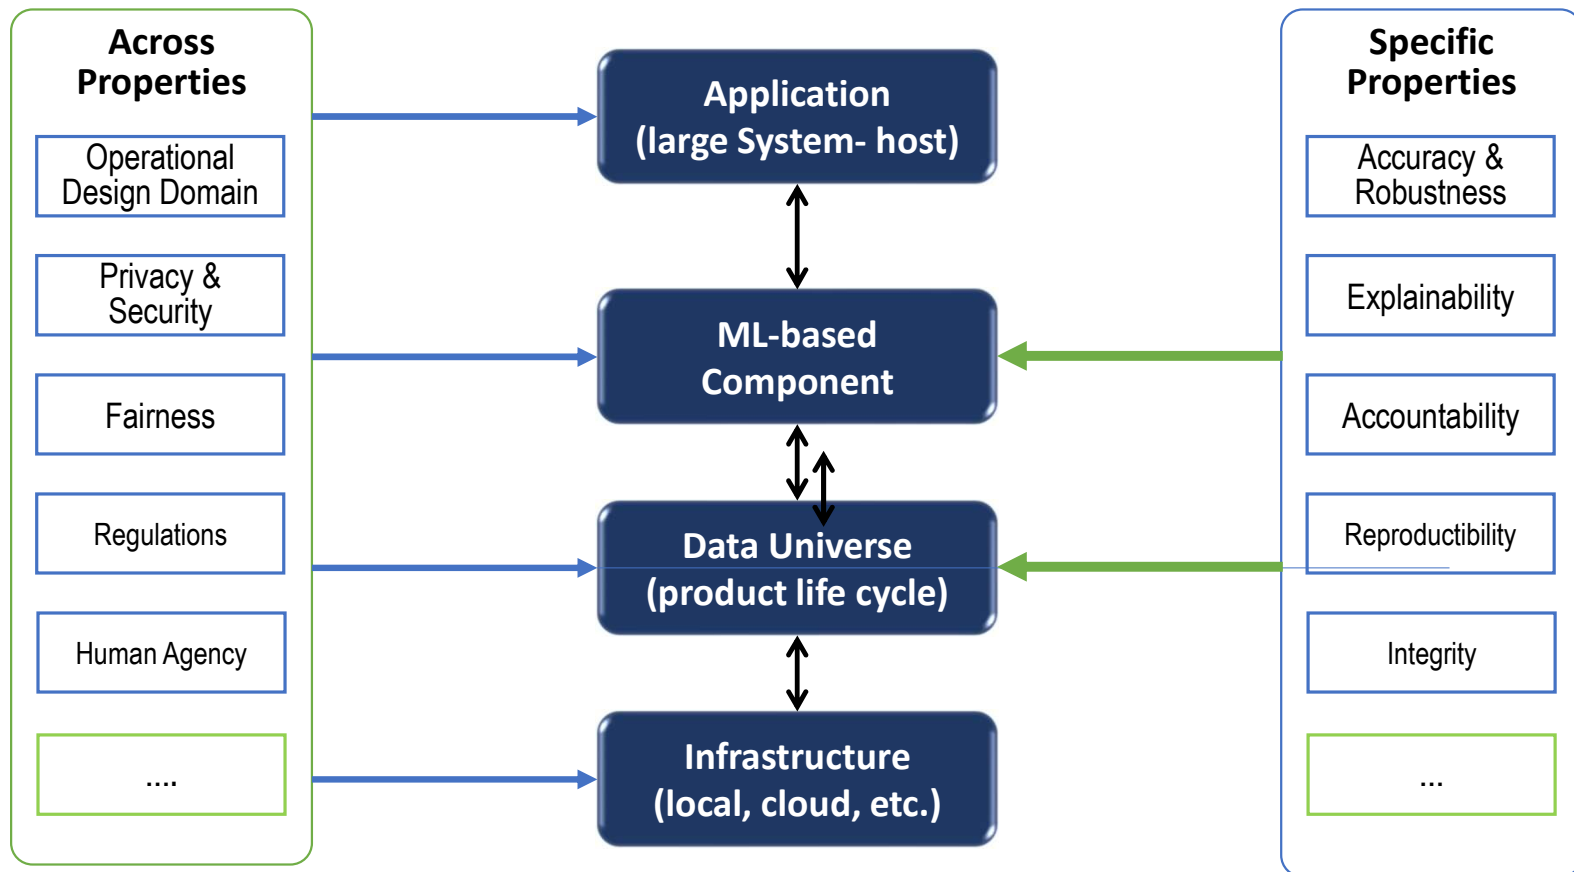 Across
Properties
Operational
Design Domain
Privacy &
Security
Fairness
Regulations
Human Agency
....
Application
(large System- host)
ML-based
Component
Data Universe
(product life cycle)
Infrastructure
(local, cloud, etc.)
Specific
Properties
Accuracy &
Robustness
Explainability
Accountability
Reproductibility
Integrity
...